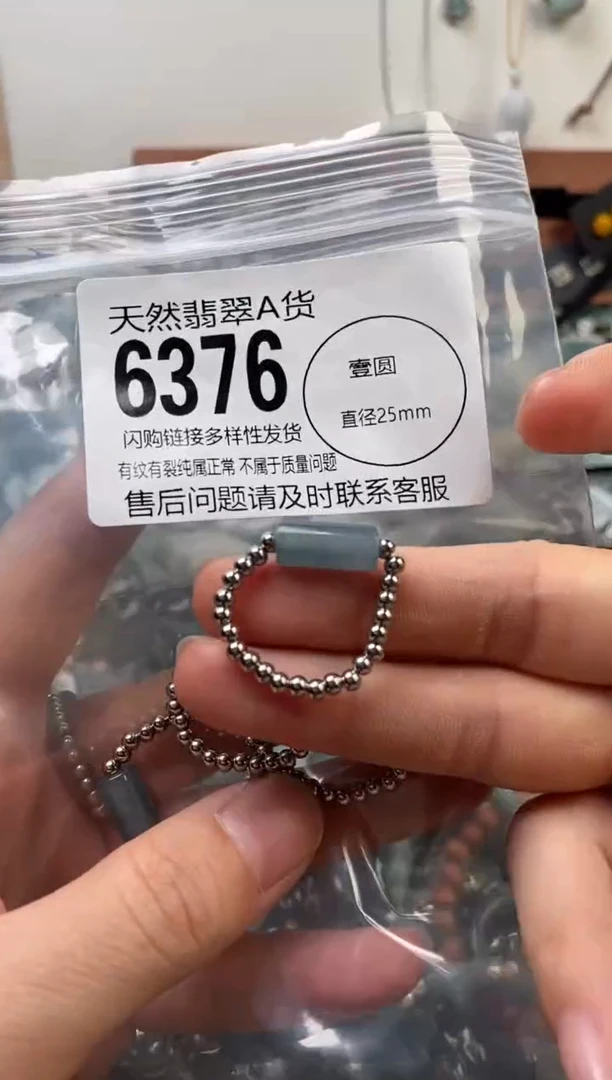 天然翡翠A货
6376
壹圆
直径25mm
闪购链接多样性发货
有纹有裂纯属正常 不属于质量问题
售后问题请及时联系客服